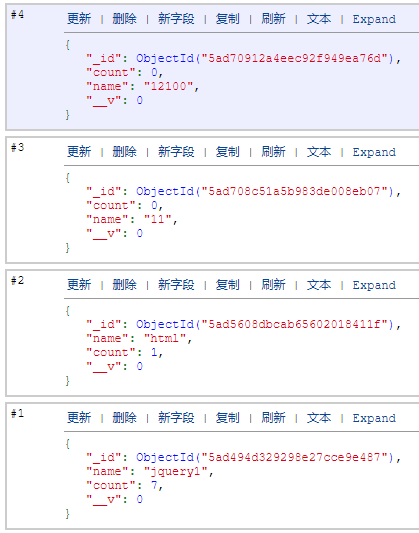 #4
更新 | 删除 | 新字段 | 复制 | 刷新 | 文本 | Expand
{
"_id": ObjectId("5ad70912a4eec92f949ea76d"),
"count": 0,
"name": "12100",
"__v": 0
}
#3
更新 | 删除 | 新字段 | 复制 | 刷新 | 文本 | Expand
{
"_id": ObjectId("5ad708c51a5b983de008eb07"),
"count": 0,
"name": "11",
"__v": 0
}
#2
更新 | 删除 | 新字段 | 复制 | 刷新 | 文本 | Expand
{
"_id": ObjectId("5ad5608dbcab65602018411f"),
"name": "html",
"count": 1,
"__v": 0
}
#1
更新 | 删除 | 新字段 | 复制 | 刷新 | 文本 | Expand
{
"_id": ObjectId("5ad494d329298e27cce9e487"),
"name": "jquery1",
"count": 7,
"__v": 0
}